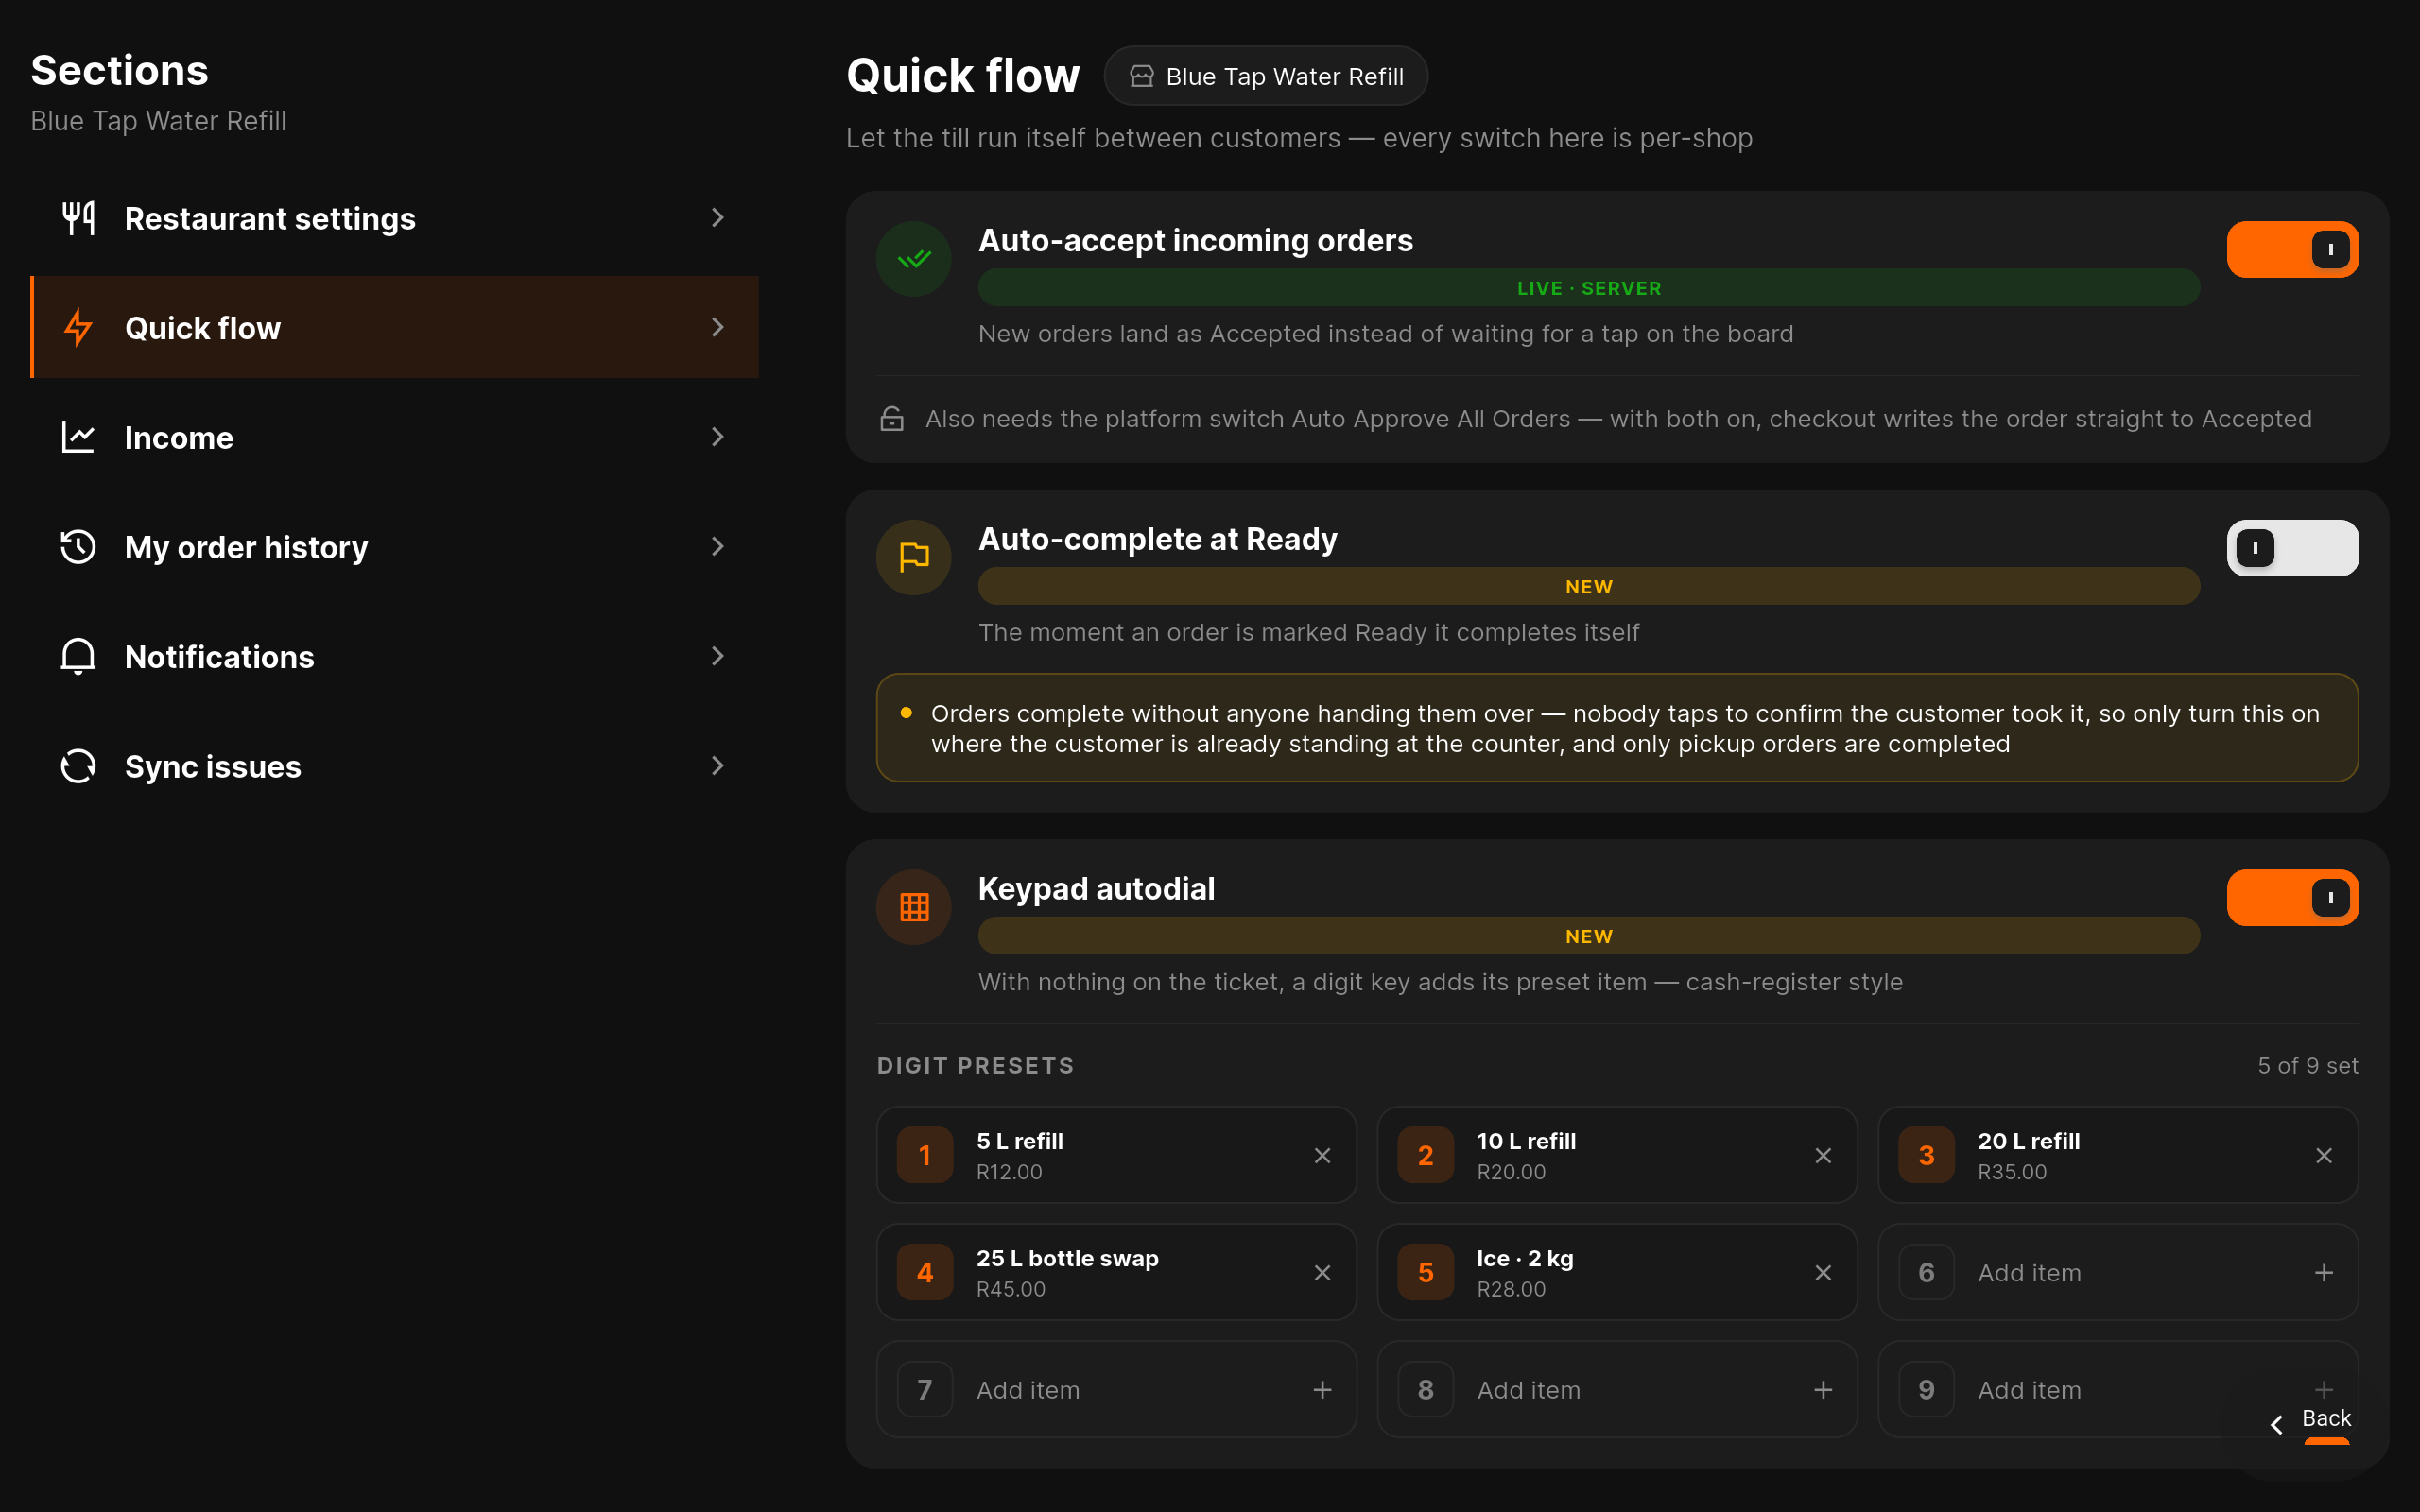 Sections
Blue Tap Water Refill
Restaurant settings
Quick flow
Income
My order history
Notifications
Sync issues
Quick flow
Blue Tap Water Refill
Let the till run itself between customers — every switch here is per-shop
Auto-accept incoming orders
LIVE · SERVER
New orders land as Accepted instead of waiting for a tap on the board
Also needs the platform switch Auto Approve All Orders — with both on, checkout writes the order straight to Accepted
Auto-complete at Ready
NEW
The moment an order is marked Ready it completes itself
Orders complete without anyone handing them over — nobody taps to confirm the customer took it, so only turn this on
where the customer is already standing at the counter, and only pickup orders are completed
Keypad autodial
NEW
With nothing on the ticket, a digit key adds its preset item — cash-register style
DIGIT PRESETS
5 of 9 set
1
5 L refill
R12.00
2
10 L refill
R20.00
3
20 L refill
R35.00
4
25 L bottle swap
R45.00
5
Ice · 2 kg
R28.00
6
Add item
7
Add item
8
Add item
9
Add item
Back